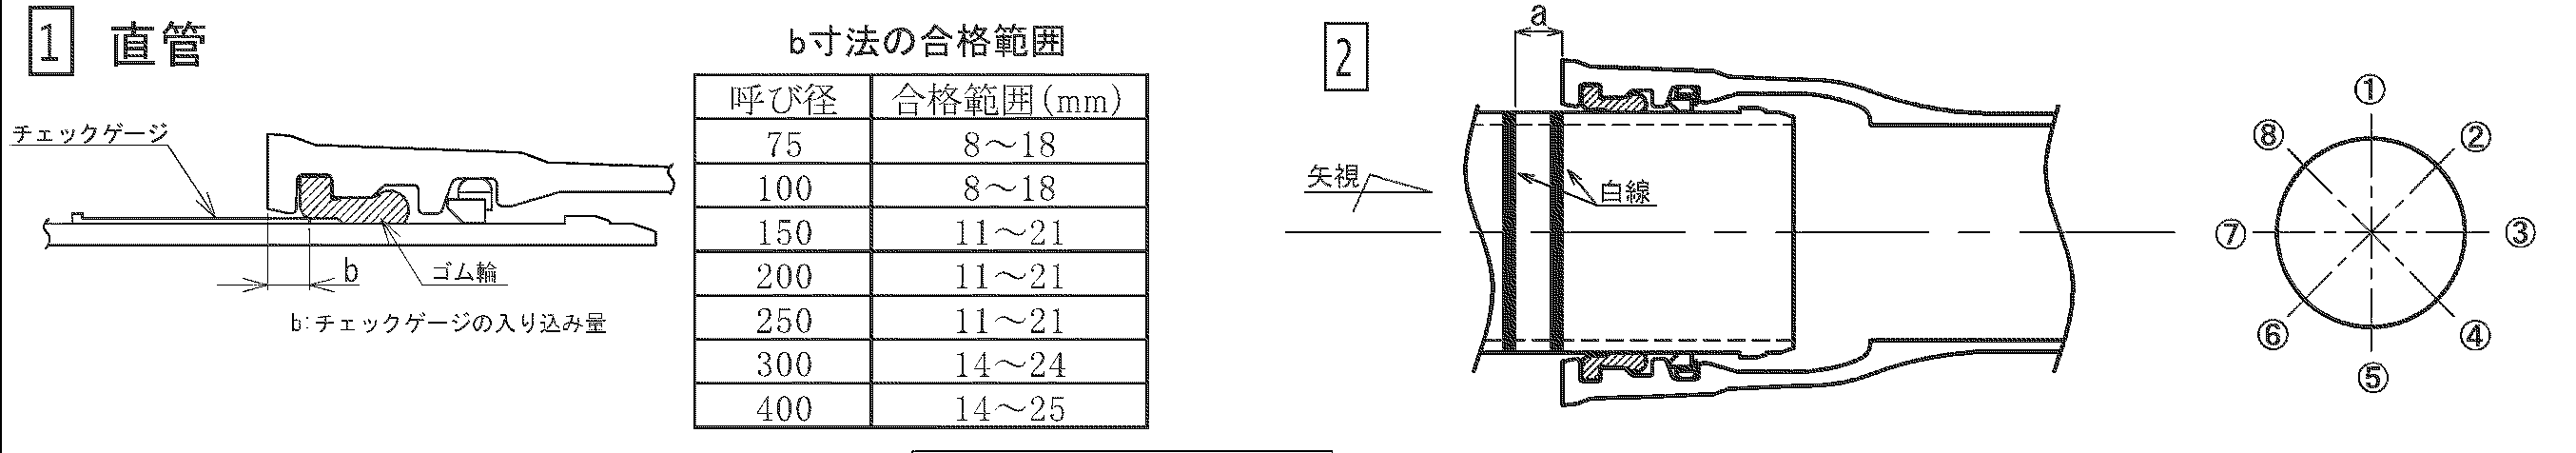 1 直管
チェックゲージ
b
ゴム輪
b:チェックゲージの入り込み量
b寸法の合格範囲
呼び径 合格範囲(mm)
75 8～18
100 8～18
150 11～21
200 11～21
250 11～21
300 14～24
400 14～25
2
a
矢視
白線
①
②
③
④
⑤
⑥
⑦
⑧